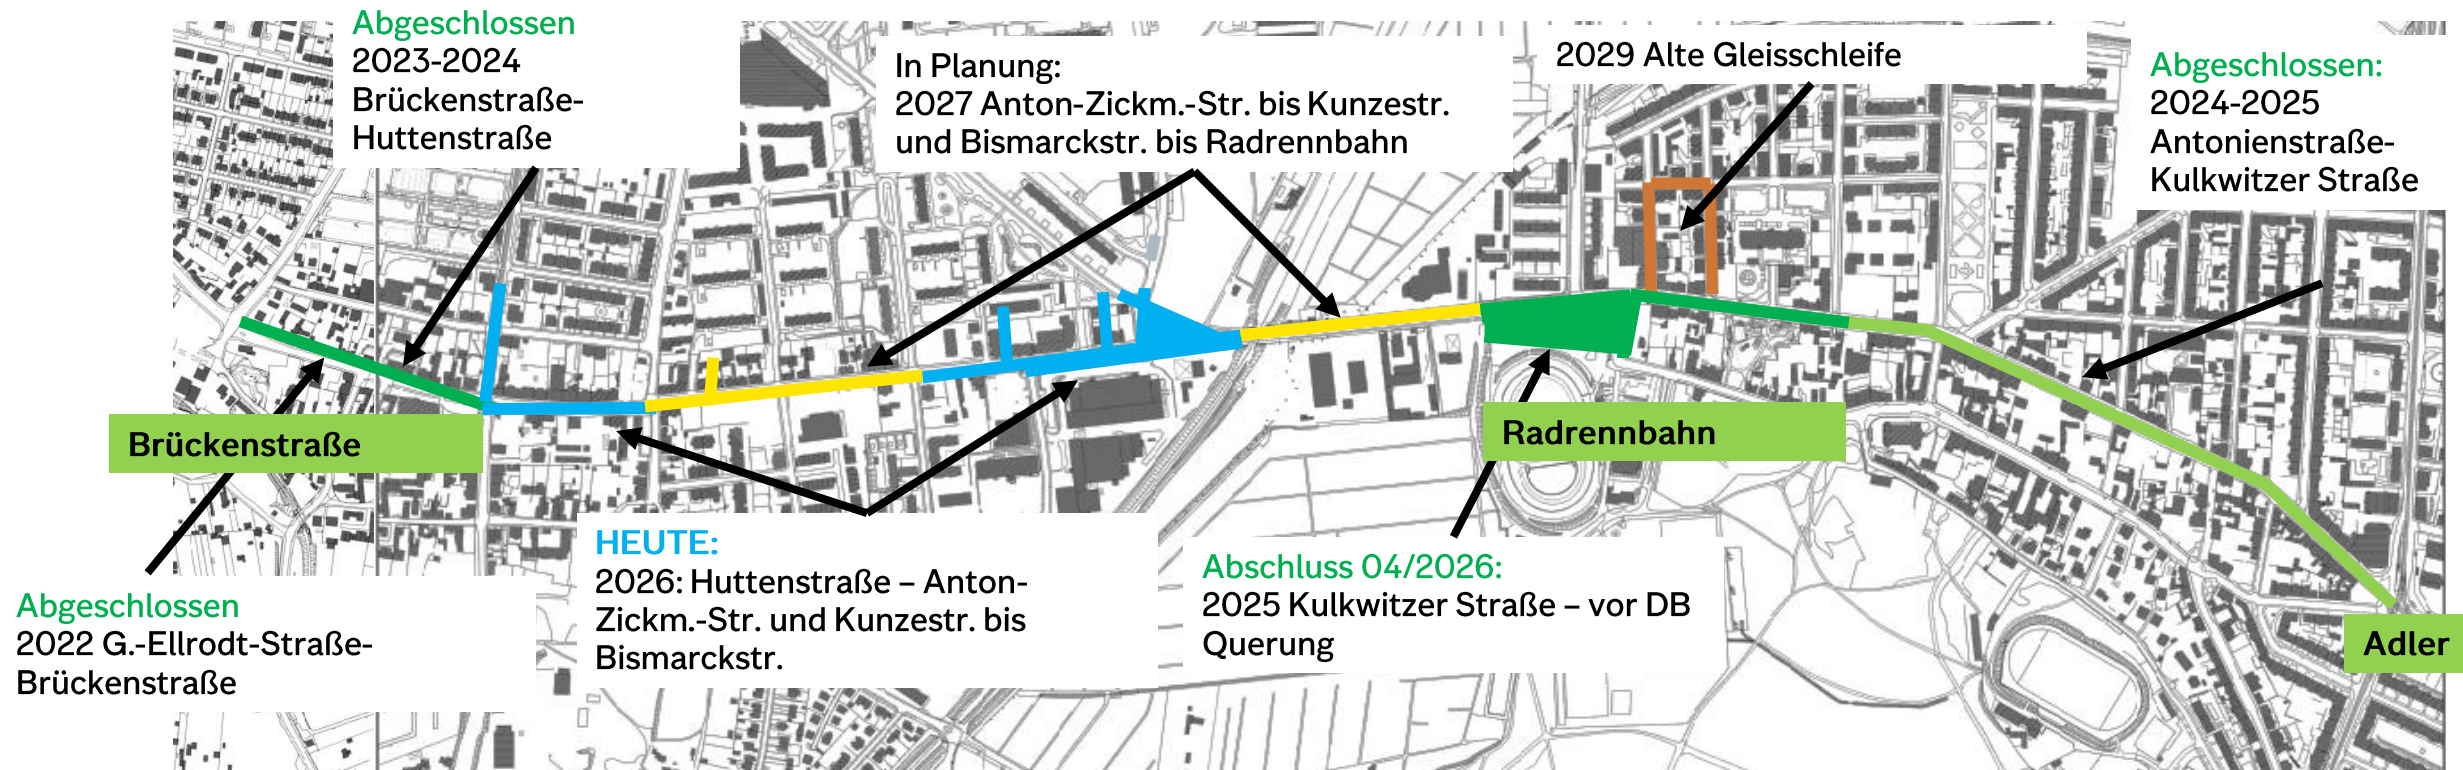 Abgeschlossen
2023-2024
Brückenstraße-
Huttenstraße
In Planung:
2027 Anton-Zickm.-Str. bis Kunzestr.
und Bismarckstr. bis Radrennbahn
2029 Alte Gleisschleife
Abgeschlossen:
2024-2025
Antonienstraße-
Kulkwitzer Straße
Brückenstraße
Radrennbahn
Abgeschlossen
2022 G.-Ellrodt-Straße-
Brückenstraße
HEUTE:
2026: Huttenstraße – Anton-
Zickm.-Str. und Kunzestr. bis
Bismarckstr.
Abschluss 04/2026:
2025 Kulkwitzer Straße – vor DB
Querung
Adler